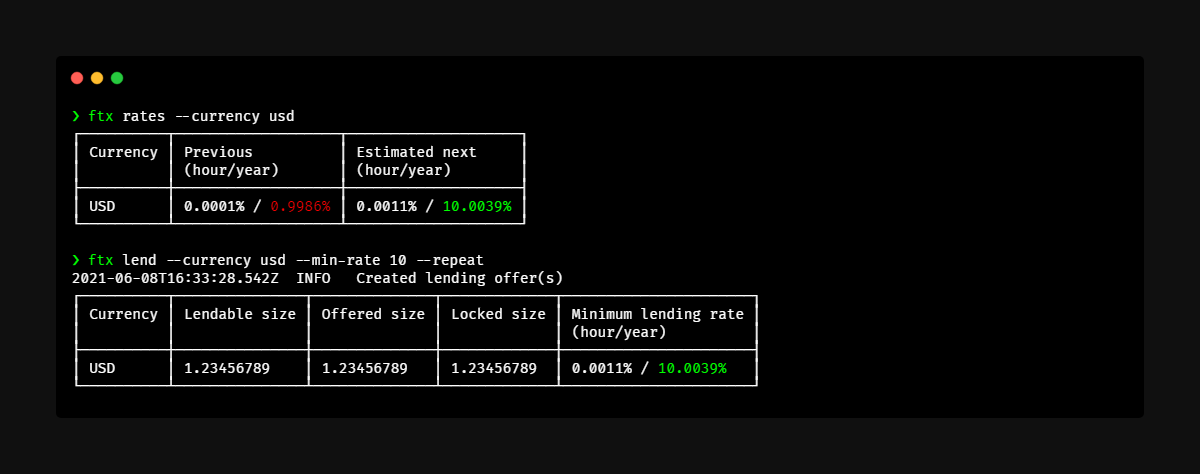 ❯ ftx rates --currency usd
Currency Previous Estimated next
(hour/year) (hour/year)
USD 0.0001% / 0.9986% 0.0011% / 10.0039%
❯ ftx lend --currency usd --min-rate 10 --repeat
2021-06-08T16:33:28.542Z INFO Created lending offer(s)
Currency Lendable size Offered size Locked size Minimum lending rate
(hour/year)
USD 1.23456789 1.23456789 1.23456789 0.0011% / 10.0039%